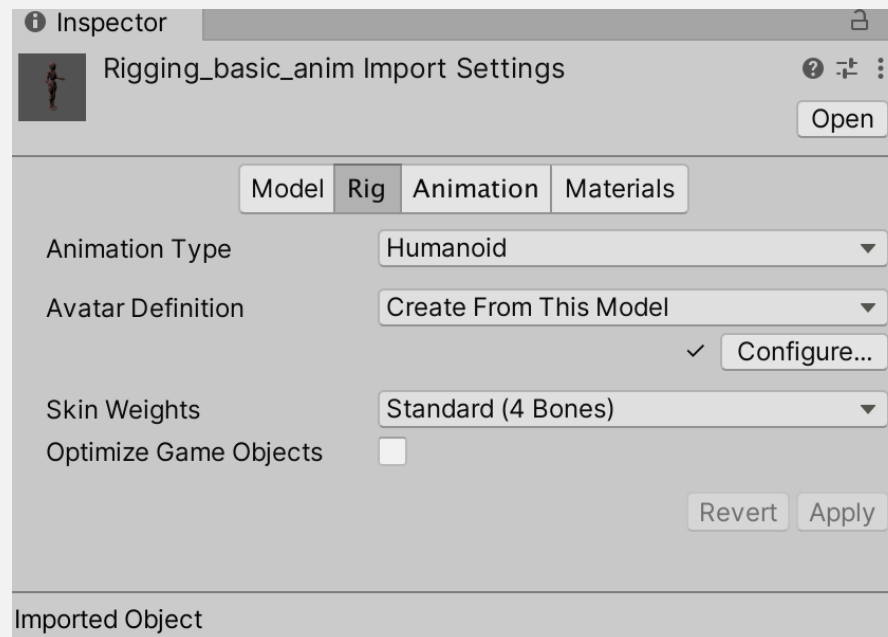 Inspector
Rigging_basic_anim Import Settings
Open
Model Rig Animation Materials
Animation Type Humanoid
Avatar Definition Create From This Model
Configure...
Skin Weights Standard (4 Bones)
Optimize Game Objects
Revert Apply
Imported Object